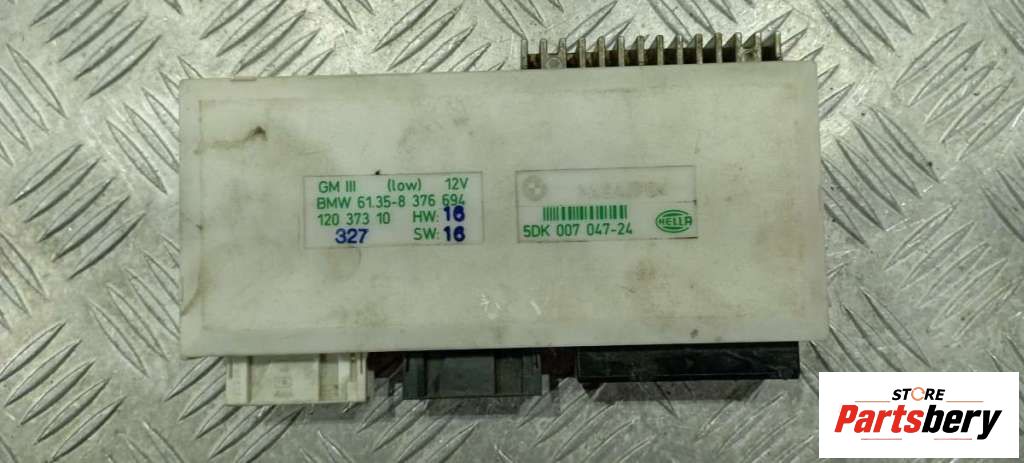 GM III (low) 12V
BMW 61.35-8 376 694
120 373 10 HW: 16
327 SW: 16
5DK 007 047-24
HELLA
STORE
Partsbery